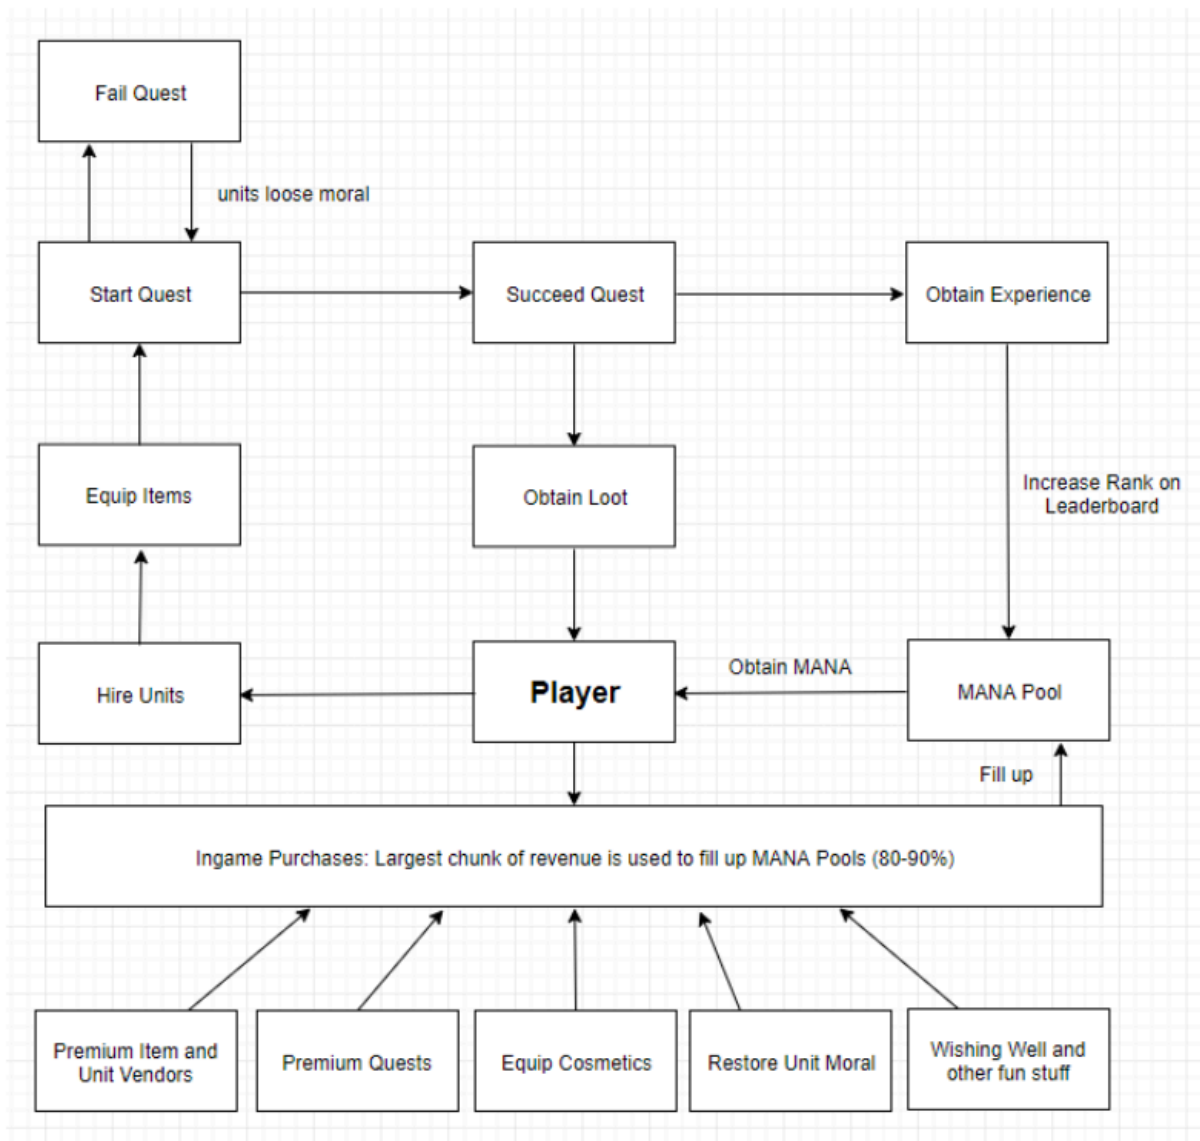 Fail Quest
units loose moral
Start Quest
Succeed Quest
Obtain Experience
Equip Items
Obtain Loot
Increase Rank on
Leaderboard
Hire Units
Player
Obtain MANA
MANA Pool
Fill up
Ingame Purchases: Largest chunk of revenue is used to fill up MANA Pools (80-90%)
Premium Item and
Unit Vendors
Premium Quests
Equip Cosmetics
Restore Unit Moral
Wishing Well and
other fun stuff